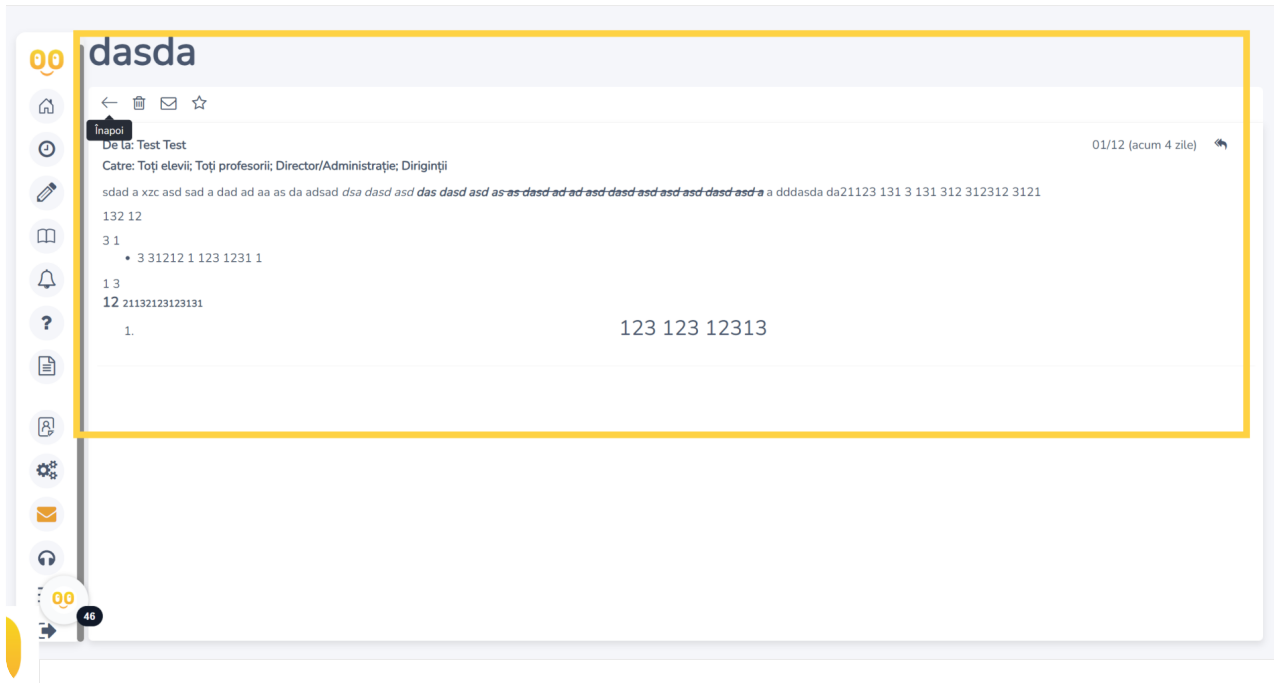 dasda
Înapoi
De la: Test Test
01/12 (acum 4 zile)
Catre: Toți elevii; Toți profesorii; Director/Administrație; Diriginții
sdad a xzc asd sad a dad ad aa as da adsad dsa dasd asd das dasd asd as as dasd ad ad asd dasd asd asd asd dasd asd a a dddasda da21123 131 3 131 312 312312 3121
132 12
3 1
• 3 31212 1 123 1231 1
1 3
12 21132123123131
1. 123 123 12313
46